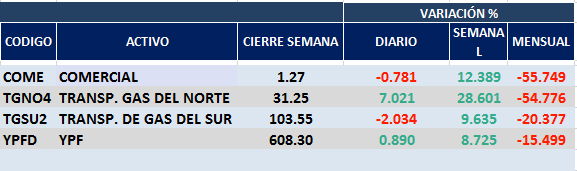 VARIACIÓN %
CODIGO ACTIVO CIERRE SEMANA DIARIO SEMANAL MENSUAL
COME COMERCIAL 1.27 -0.781 12.389 -55.749
TGNO4 TRANSP. GAS DEL NORTE 31.25 7.021 28.601 -54.776
TGSU2 TRANSP. DE GAS DEL SUR 103.55 -2.034 9.635 -20.377
YPFD YPF 608.30 0.890 8.725 -15.499